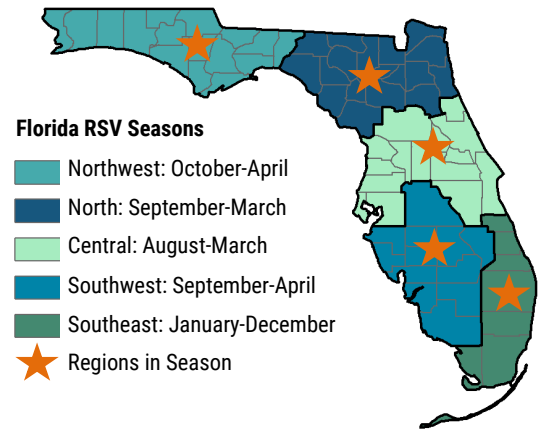 Florida RSV Seasons
Northwest: October-April
North: September-March
Central: August-March
Southwest: September-April
Southeast: January-December
Regions in Season